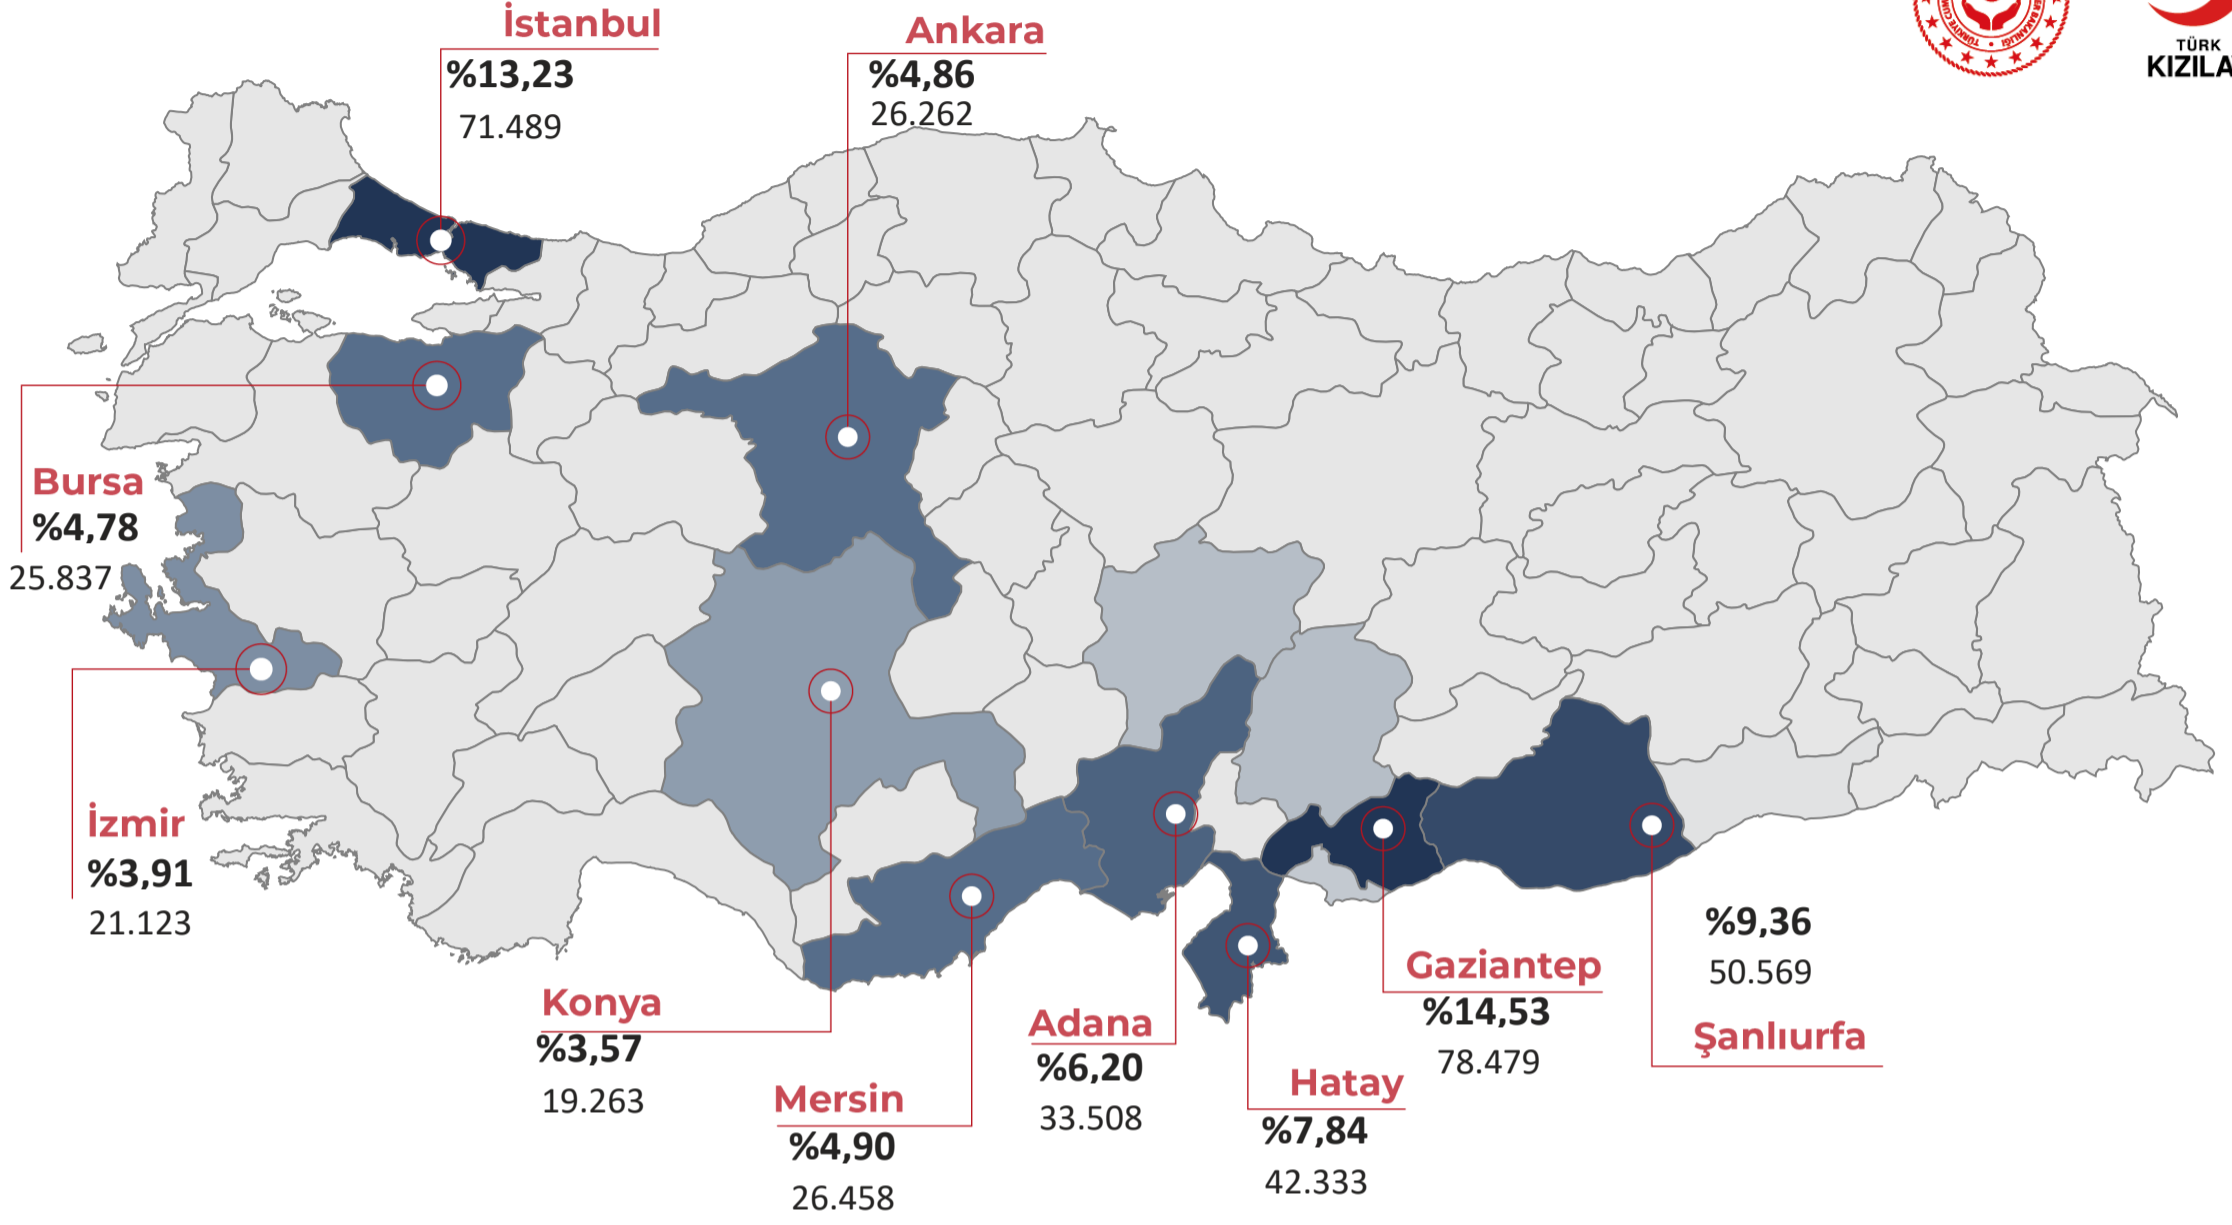 İstanbul
%13,23
71.489
Ankara
%4,86
26.262
TÜRK
KIZILA
Bursa
%4,78
25.837
İzmir
%3,91
21.123
Konya
%3,57
19.263
Mersin
%4,90
26.458
Adana
%6,20
33.508
Hatay
%7,84
42.333
Gaziantep
%14,53
78.479
%9,36
50.569
Şanlıurfa